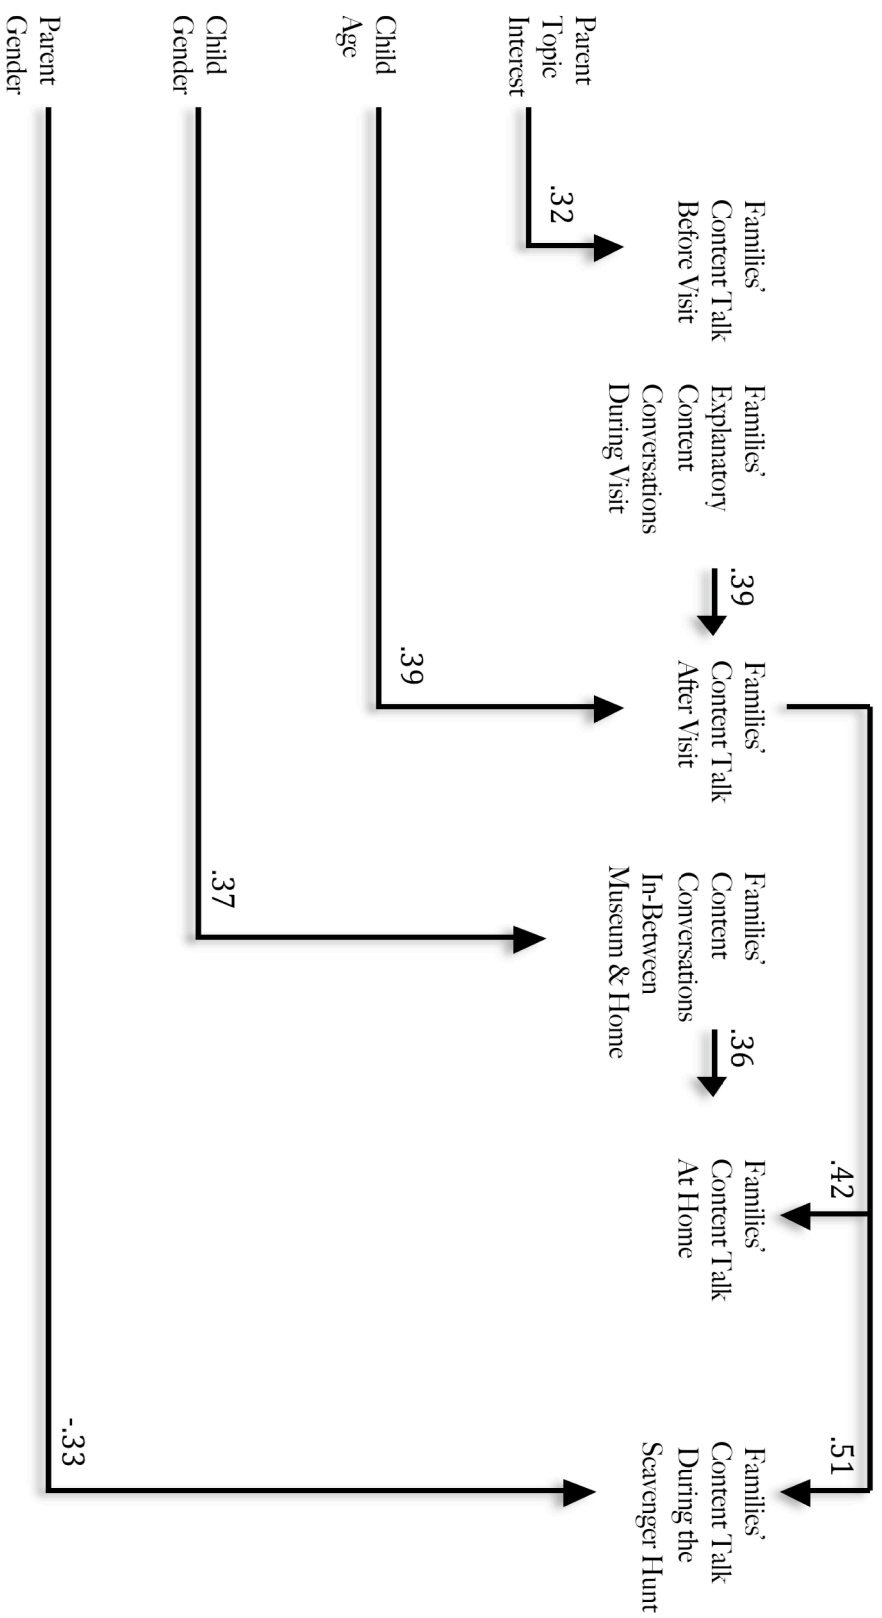 .42
.51
Families’
Content Talk
Before Visit
Families’
Explanatory
Content
Conversations
During Visit
.39
Families’
Content Talk
After Visit
Families’
Content
Conversations
In-Between
Museum & Home
.36
Families’
Content Talk
At Home
Families’
Content Talk
During the
Scavenger Hunt
Parent
Topic
Interest
.32
Child
Age
.39
Child
Gender
.37
Parent
Gender
-.33